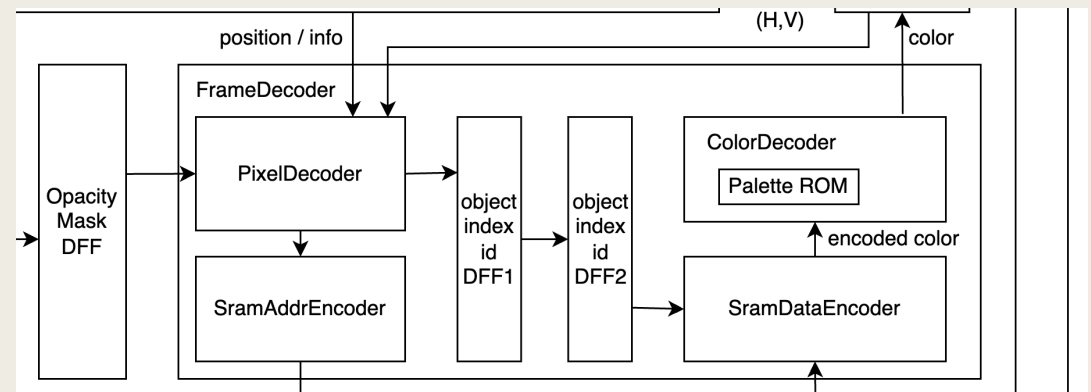 (H,V)
position / info
color
FrameDecoder
PixelDecoder
ColorDecoder
Palette ROM
Opacity
Mask
DFF
object
index
id
DFF1
object
index
id
DFF2
encoded color
SramAddrEncoder
SramDataEncoder